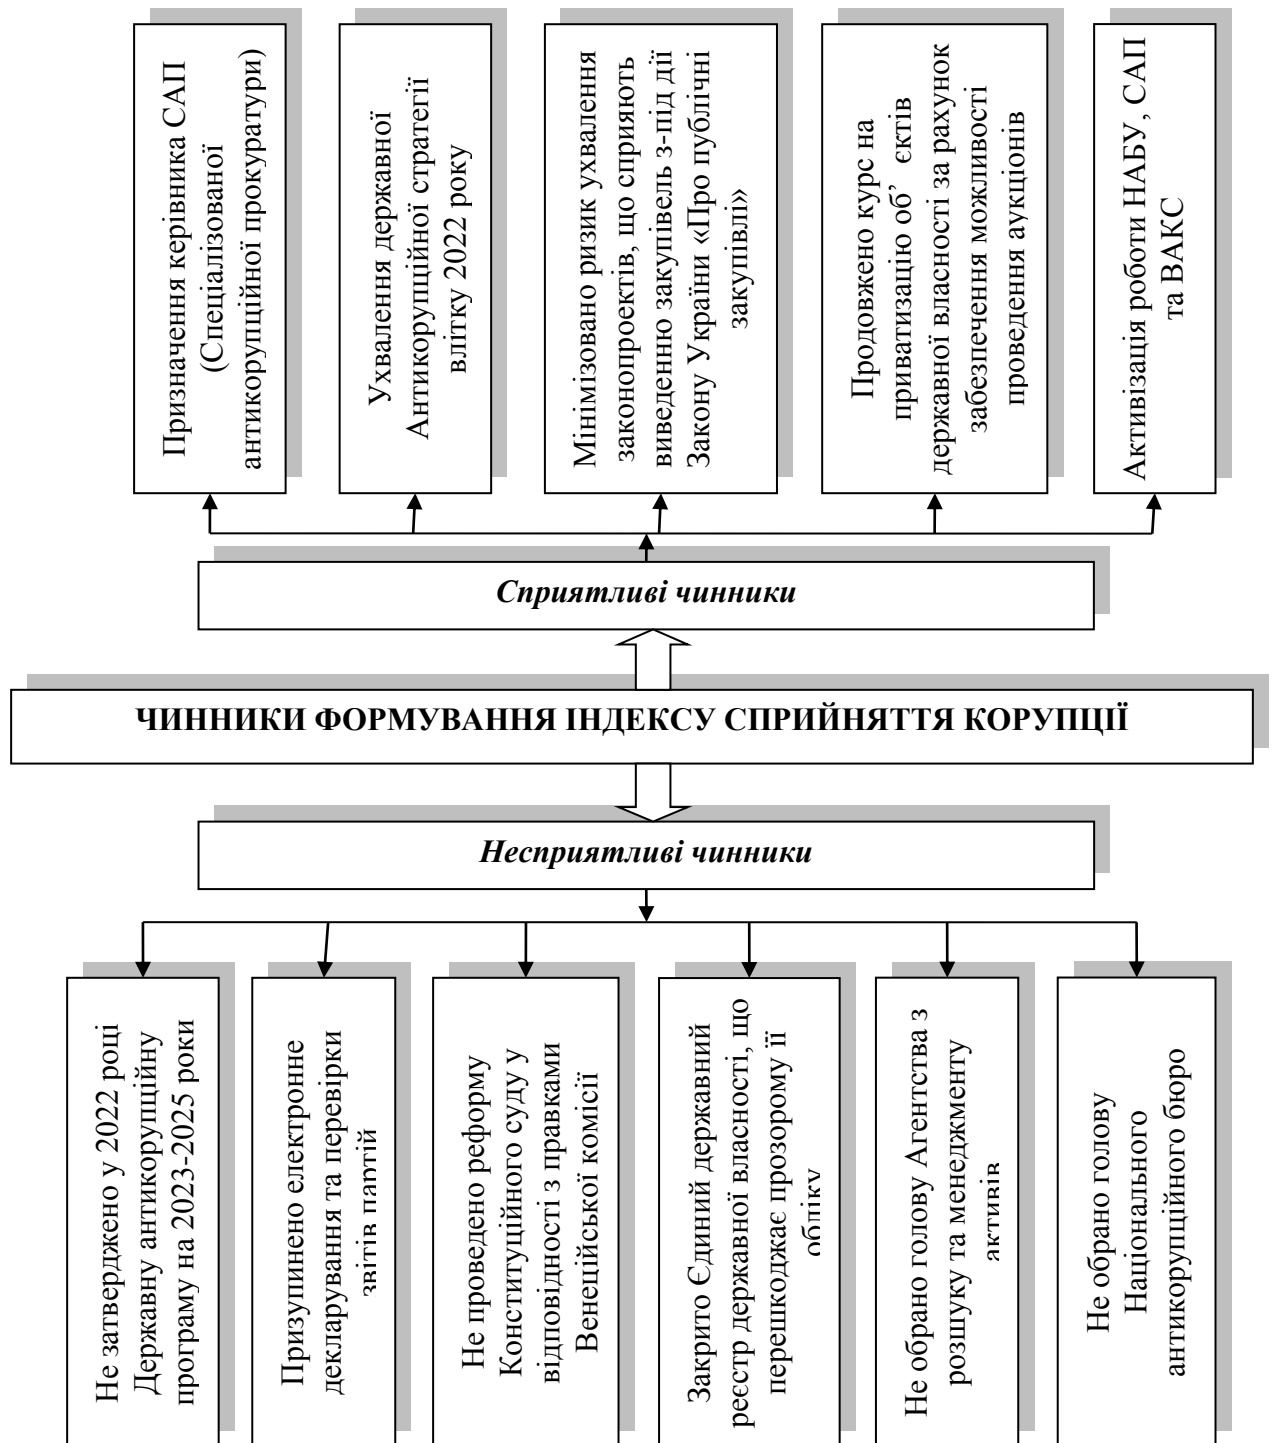 Призначення керівника САП
(Спеціалізованої
антикорупційної прокуратури)
Ухвалення державної
Антикорупційної стратегії
влітку 2022 року
Мінімізовано ризик ухвалення
законопроектів, що сприяють
виведенню закупівель з-під дії
Закону України «Про публічні
закупівлі»
Продовжено курс на
приватизацію об’ єктів
державної власності за рахунок
забезпечення можливості
проведення аукціонів
Активізація роботи НАБУ, САП
та ВАКС
Сприятливі чинники
ЧИННИКИ ФОРМУВАННЯ ІНДЕКСУ СПРИЙНЯТТЯ КОРУПЦІЇ
Несприятливі чинники
Не затверджено у 2022 році
Державну антикорупційну
програму на 2023-2025 роки
Призупинено електронне
декларування та перевірки
звітів партій
Не проведено реформу
Конституційного суду у
відповідності з правками
Венеційської комісії
Закрито Єдиний державний
реєстр державної власності, що
перешкоджає прозорому її
обліку
Не обрано голову Агентства з
розшуку та менеджменту
активів
Не обрано голову
Національного
антикорупційного бюро